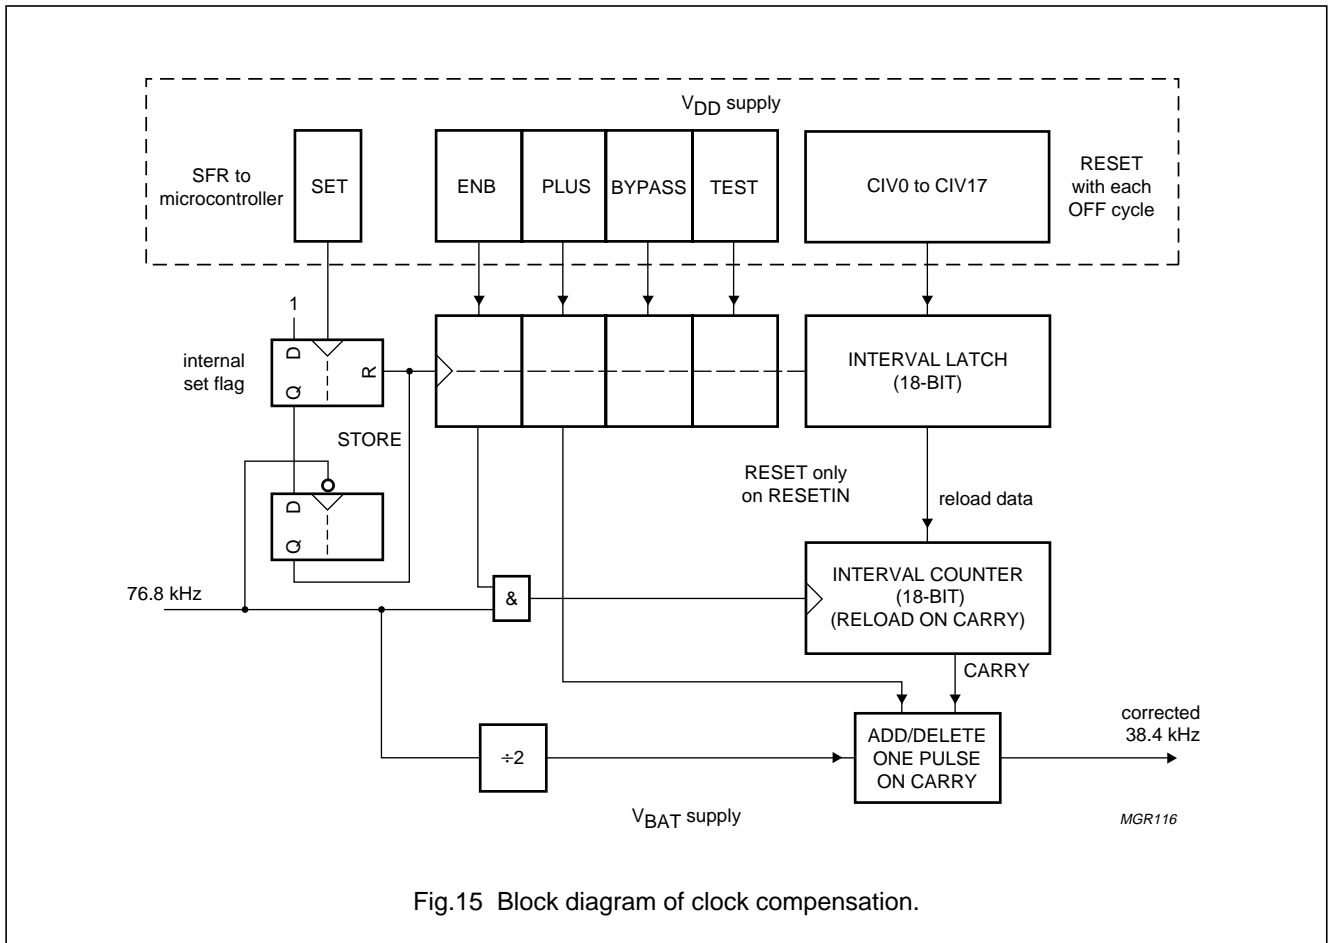 VDD supply
SFR to
microcontroller
SET
ENB
PLUS
BYPASS
TEST
CIV0 to CIV17
RESET
with each
OFF cycle
1
internal
set flag
D
Q
R
STORE
INTERVAL LATCH
(18-BIT)
RESET only
on RESETIN
reload data
D
Q
76.8 kHz
&
INTERVAL COUNTER
(18-BIT)
(RELOAD ON CARRY)
CARRY
÷2
ADD/DELETE
ONE PULSE
ON CARRY
corrected
38.4 kHz
VBAT supply
MGR116
Fig.15 Block diagram of clock compensation.